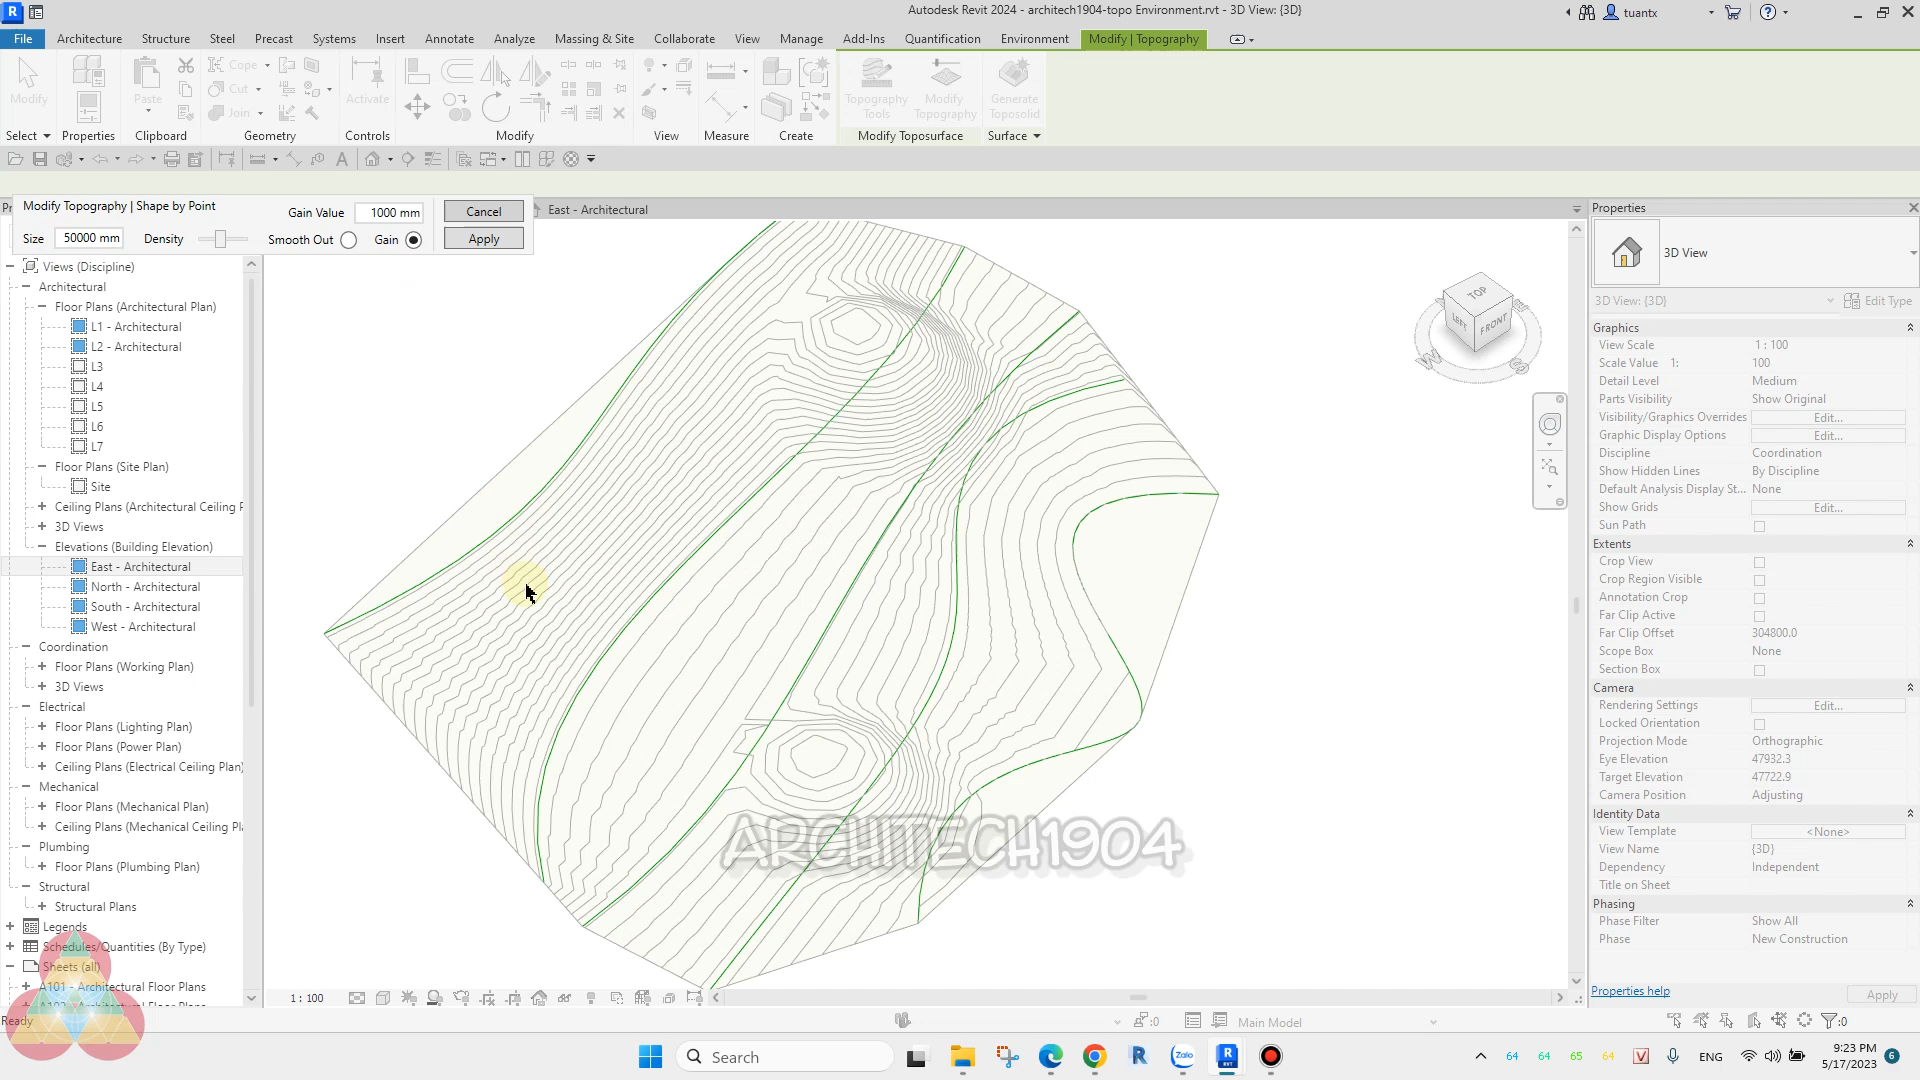 Autodesk Revit 2024 - architech1904-topo Environment.rvt - 3D View: {3D}
tuantx
File Architecture Structure Steel Precast Systems Insert Annotate Analyze Massing & Site Collaborate View Manage Add-Ins Quantification Environment Modify | Topography
Modify
Paste
Cope
Cut
Join
Activate
Topography Tools
Modify Topography
Generate Toposolid
Select Properties Clipboard Geometry Controls Modify View Measure Create Modify Toposurface Surface
Modify Topography | Shape by Point
Gain Value 1000 mm Cancel
Size 50000 mm Density Smooth Out Gain Apply
East - Architectural
Views (Discipline)
Architectural
Floor Plans (Architectural Plan)
L1 - Architectural
L2 - Architectural
L3
L4
L5
L6
L7
Floor Plans (Site Plan)
Site
Ceiling Plans (Architectural Ceiling P
3D Views
Elevations (Building Elevation)
East - Architectural
North - Architectural
South - Architectural
West - Architectural
Coordination
Floor Plans (Working Plan)
3D Views
Electrical
Floor Plans (Lighting Plan)
Floor Plans (Power Plan)
Ceiling Plans (Electrical Ceiling Plan)
Mechanical
Floor Plans (Mechanical Plan)
Ceiling Plans (Mechanical Ceiling Pla
Plumbing
Floor Plans (Plumbing Plan)
Structural
Structural Plans
Legends
Schedules/Quantities (By Type)
Sheets (all)
A101 - Architectural Floor Plans
Ready
TOP
LEFT
FRONT
W
S
ARCHITECH1904
1 : 100
:0
Main Model
:0
Properties
3D View
3D View: {3D} Edit Type
Graphics
View Scale 1 : 100
Scale Value 1: 100
Detail Level Medium
Parts Visibility Show Original
Visibility/Graphics Overrides Edit...
Graphic Display Options Edit...
Discipline Coordination
Show Hidden Lines By Discipline
Default Analysis Display St... None
Show Grids Edit...
Sun Path
Extents
Crop View
Crop Region Visible
Annotation Crop
Far Clip Active
Far Clip Offset 304800.0
Scope Box None
Section Box
Camera
Rendering Settings Edit...
Locked Orientation
Projection Mode Orthographic
Eye Elevation 47932.3
Target Elevation 47722.9
Camera Position Adjusting
Identity Data
View Template <None>
View Name {3D}
Dependency Independent
Title on Sheet
Phasing
Phase Filter Show All
Phase New Construction
Properties help Apply
Search
Zalo
64 64 65 64
ENG
9:23 PM
5/17/2023
6